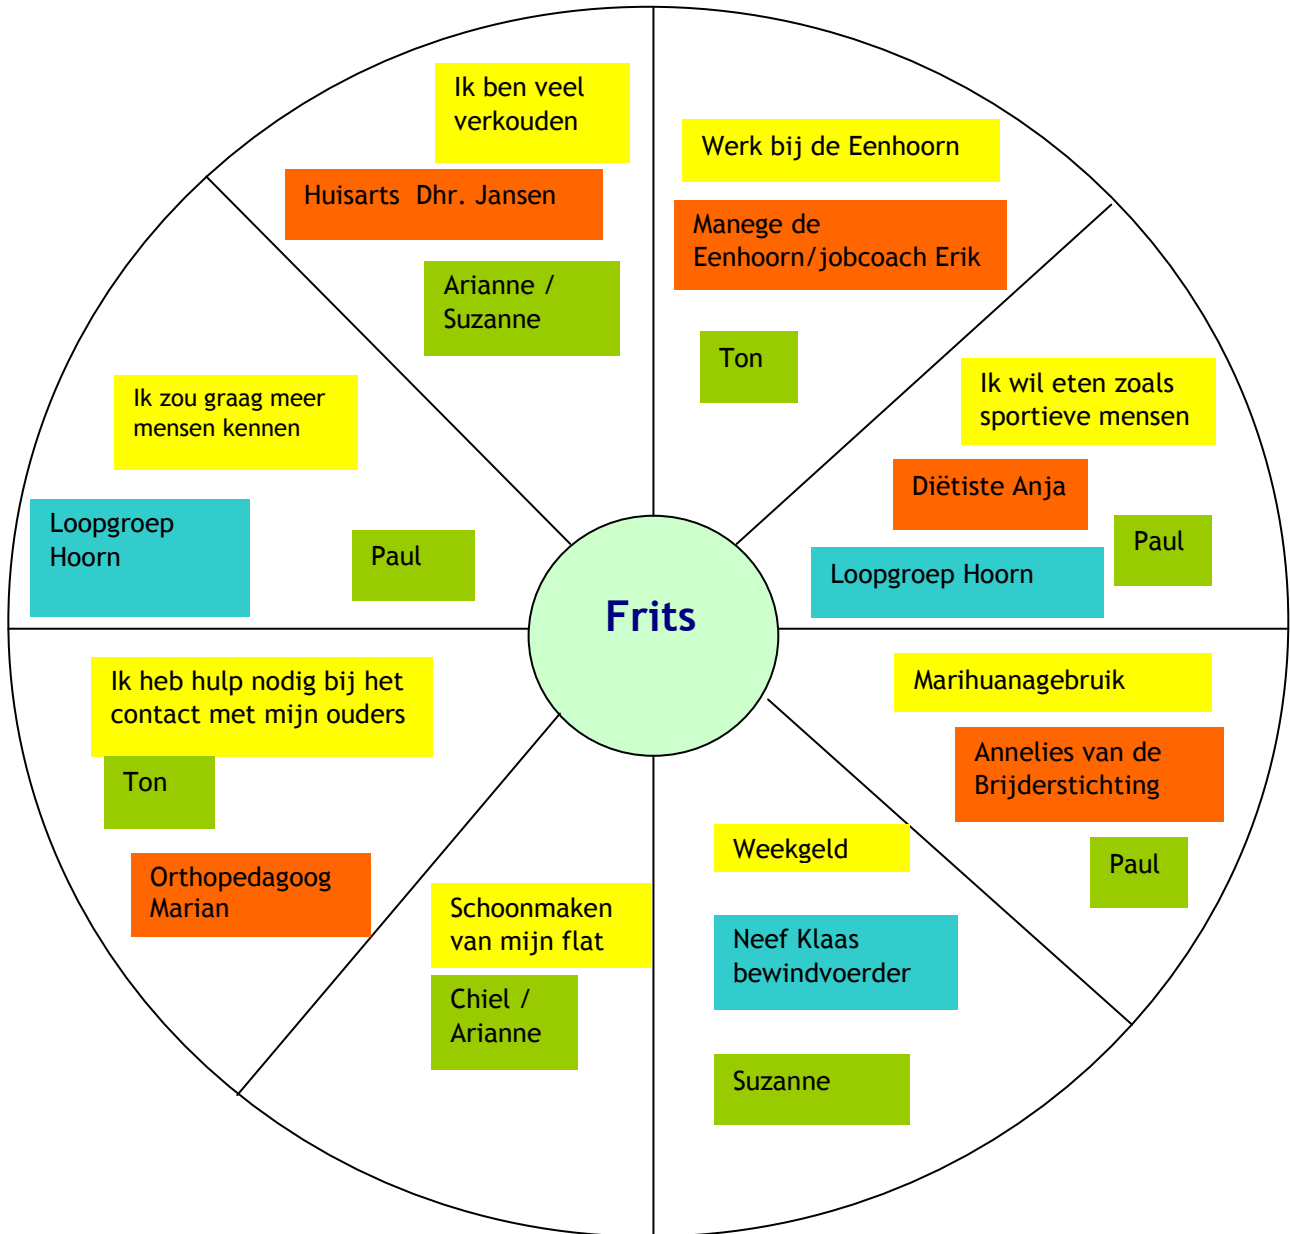 Ik ben veel
verkouden
Huisarts  Dhr. Jansen
Arianne /
Suzanne
Werk bij de Eenhoorn
Manege de
Eenhoorn/jobcoach Erik
Ton
Ik wil eten zoals
sportieve mensen
Diëtiste Anja
Paul
Loopgroep Hoorn
Ik zou graag meer
mensen kennen
Loopgroep
Hoorn
Paul
Frits
Ik heb hulp nodig bij het
contact met mijn ouders
Ton
Orthopedagoog
Marian
Schoonmaken
van mijn flat
Chiel /
Arianne
Weekgeld
Neef Klaas
bewindvoerder
Suzanne
Marihuanagebruik
Annelies van de
Brijderstichting
Paul